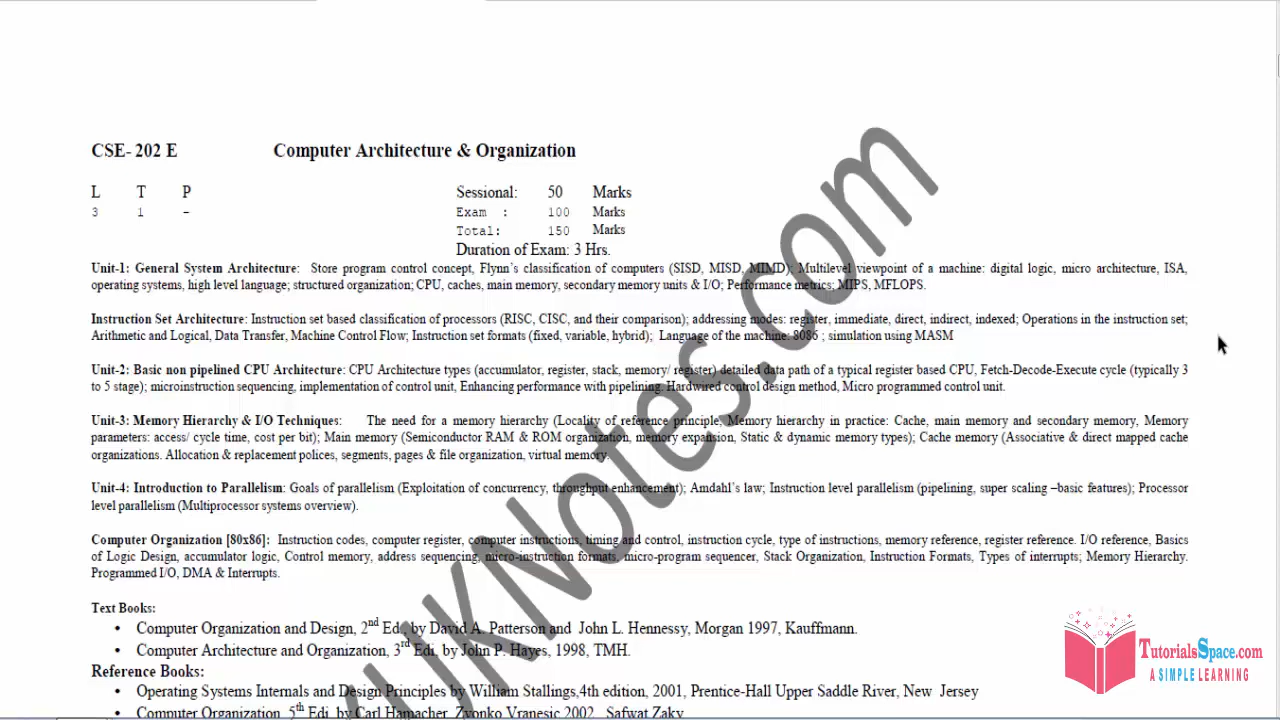 CSE- 202 E Computer Architecture & Organization
L T P Sessional: 50 Marks
3 1 - Exam : 100 Marks
Total: 150 Marks
Duration of Exam: 3 Hrs.
Unit-1: General System Architecture: Store program control concept, Flynn's classification of computers (SISD, MISD, MIMD); Multilevel viewpoint of a machine: digital logic, micro architecture, ISA,
operating systems, high level language; structured organization; CPU, caches, main memory, secondary memory units & I/O; Performance metrics; MIPS, MFLOPS.
Instruction Set Architecture: Instruction set based classification of processors (RISC, CISC, and their comparison); addressing modes: register, immediate, direct, indirect, indexed; Operations in the instruction set;
Arithmetic and Logical, Data Transfer, Machine Control Flow; Instruction set formats (fixed, variable, hybrid); Language of the machine: 8086 ; simulation using MASM
Unit-2: Basic non pipelined CPU Architecture: CPU Architecture types (accumulator, register, stack, memory/ register) detailed data path of a typical register based CPU, Fetch-Decode-Execute cycle (typically 3
to 5 stage); microinstruction sequencing, implementation of control unit, Enhancing performance with pipelining. Hardwired control design method, Micro programmed control unit.
Unit-3: Memory Hierarchy & I/O Techniques: The need for a memory hierarchy (Locality of reference principle, Memory hierarchy in practice: Cache, main memory and secondary memory, Memory
parameters: access/ cycle time, cost per bit); Main memory (Semiconductor RAM & ROM organization, memory expansion, Static & dynamic memory types); Cache memory (Associative & direct mapped cache
organizations. Allocation & replacement polices, segments, pages & file organization, virtual memory.
Unit-4: Introduction to Parallelism: Goals of parallelism (Exploitation of concurrency, throughput enhancement); Amdahl's law; Instruction level parallelism (pipelining, super scaling –basic features); Processor
level parallelism (Multiprocessor systems overview).
Computer Organization [80x86]: Instruction codes, computer register, computer instructions, timing and control, instruction cycle, type of instructions, memory reference, register reference. I/O reference, Basics
of Logic Design, accumulator logic, Control memory, address sequencing, micro-instruction formats, micro-program sequencer, Stack Organization, Instruction Formats, Types of interrupts; Memory Hierarchy.
Programmed I/O, DMA & Interrupts.
Text Books:
• Computer Organization and Design, 2nd Ed., by David A. Patterson and John L. Hennessy, Morgan 1997, Kauffmann.
• Computer Architecture and Organization, 3rd Edi, by John P. Hayes, 1998, TMH.
Reference Books:
• Operating Systems Internals and Design Principles by William Stallings,4th edition, 2001, Prentice-Hall Upper Saddle River, New Jersey
• Computer Organization, 5th Edi, by Carl Hamacher, Zvonko Vranesic,2002, Safwat Zaky
UKNotes.com
TutorialsSpace.com
A SIMPLE LEARNING